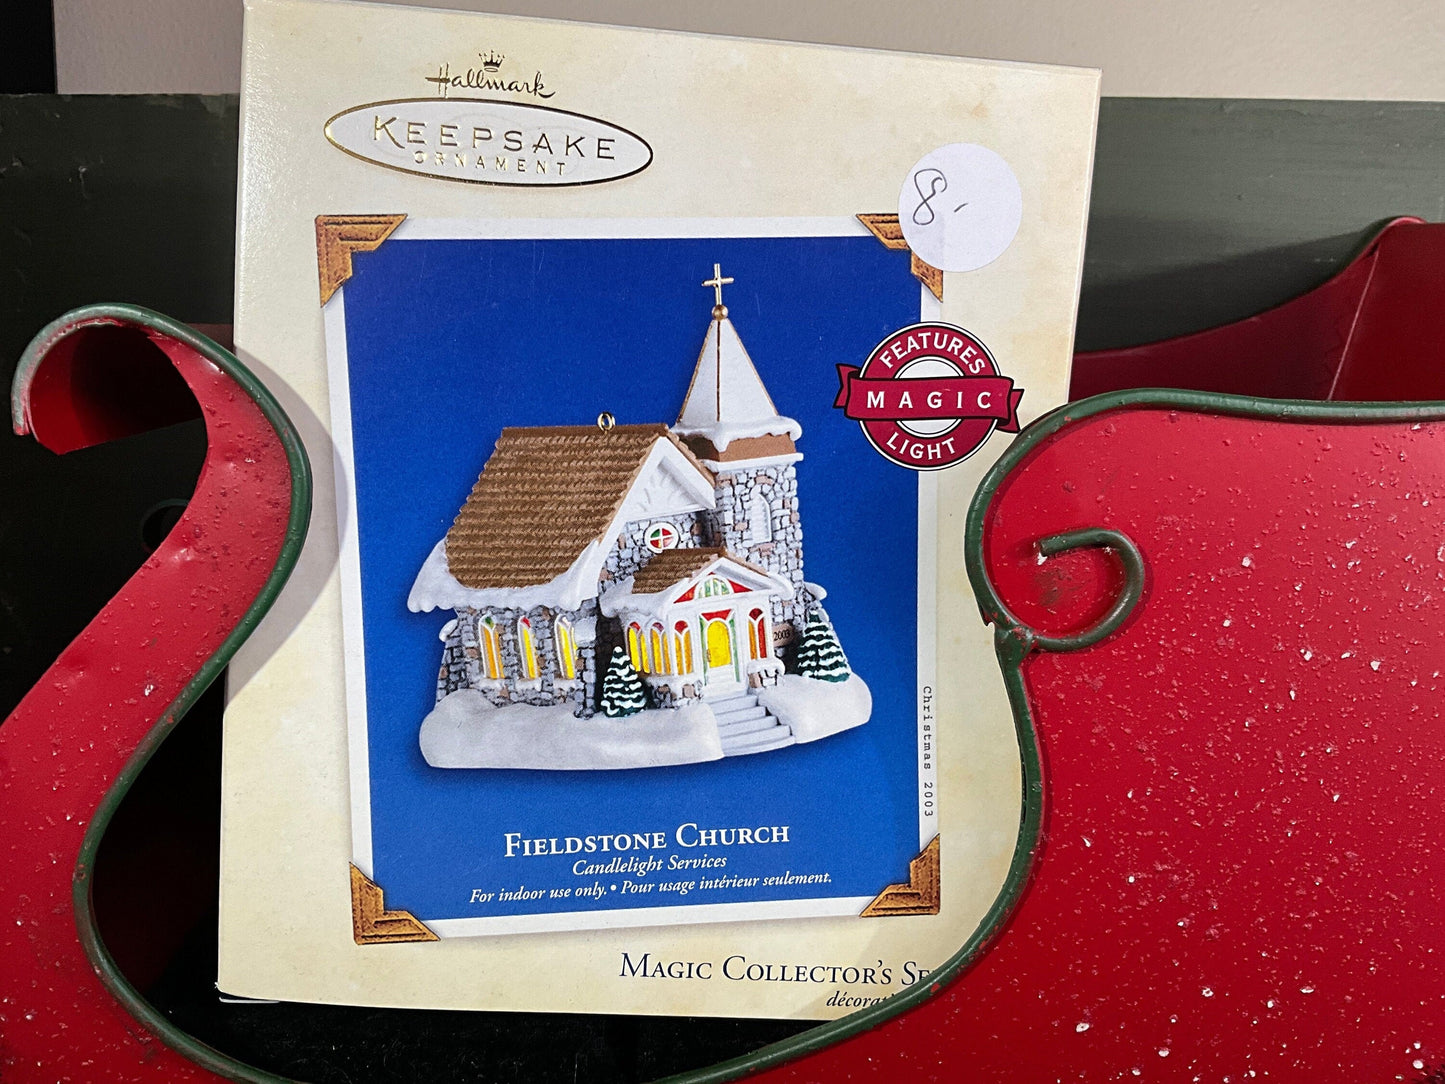 Hallmark
KEEPSAKE
ORNAMENT
8-
FEATURES
MAGIC
LIGHT
2003
Christmas 2003
FIELDSTONE CHURCH
Candlelight Services
For indoor use only. • Pour usage intérieur seulement.
MAGIC COLLECTOR'S